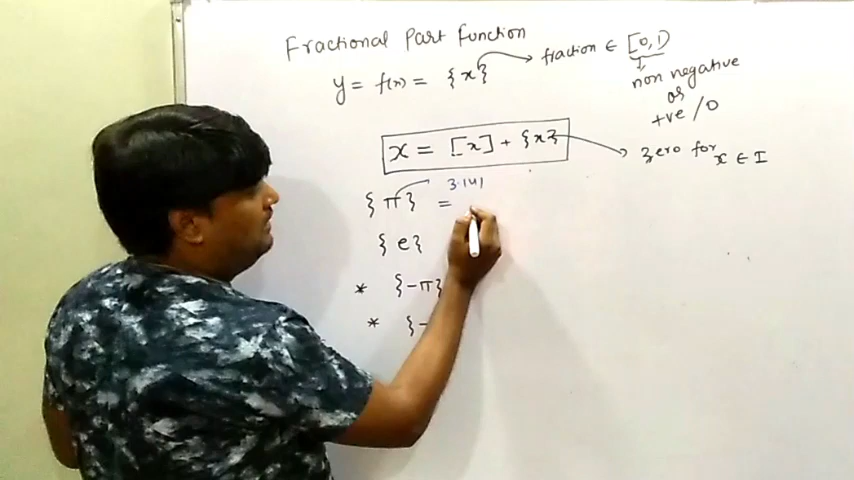 Fractional Part Function
y = f(x) = {x} → fraction ∈ [0,1)
non negative
or
+ve / 0
x = [x] + {x} → zero for x ∈ I
3.141
{π} =
{e}
* {-π}
* {-